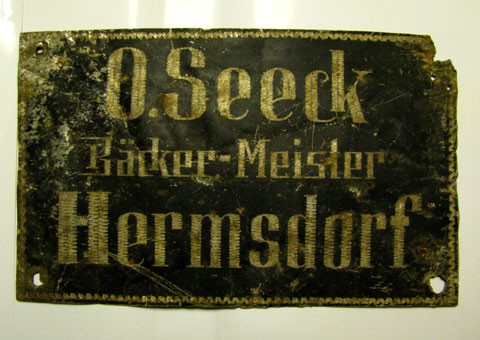 O. Seeck
Bäcker-Meister
Hermsdorf